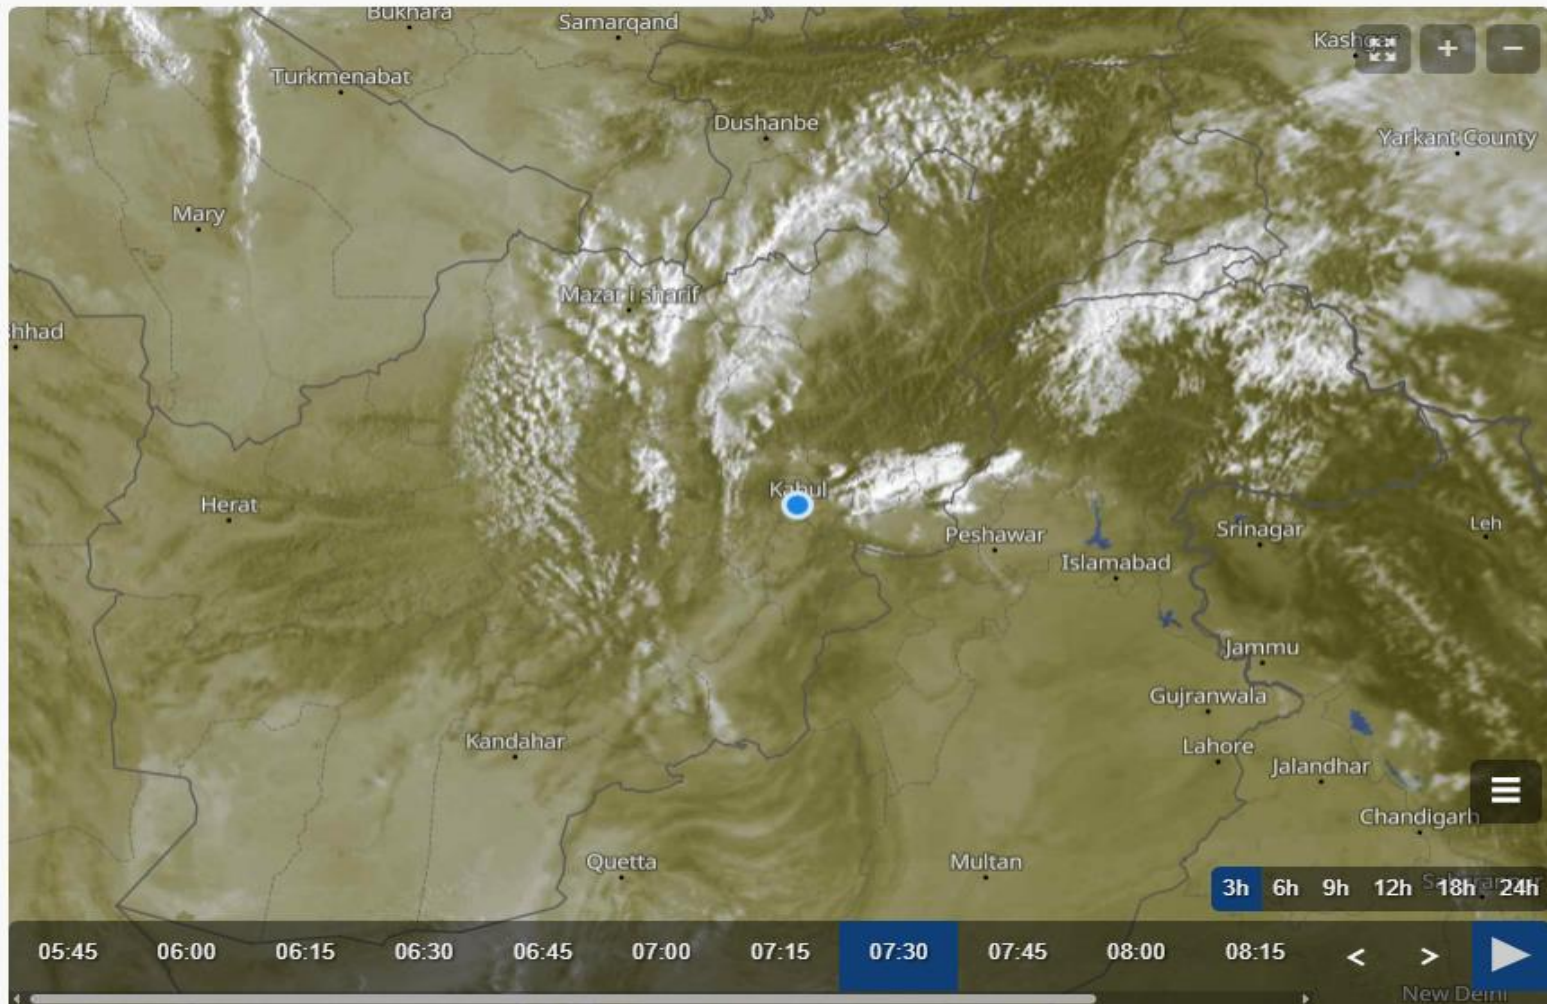 Bukhara
Samarqand
Kashgar
+
−
Turkmenabat
Dushanbe
Yarkant County
Mary
Mazar i sharif
shhad
Kabul
Herat
Peshawar
Srinagar
Leh
Islamabad
Jammu
Gujranwala
Kandahar
Lahore
Jalandhar
Chandigarh
Quetta
Multan
3h 6h 9h 12h 18h 24h
Saharanpur
05:45 06:00 06:15 06:30 06:45 07:00 07:15 07:30 07:45 08:00 08:15 < >
New Delhi